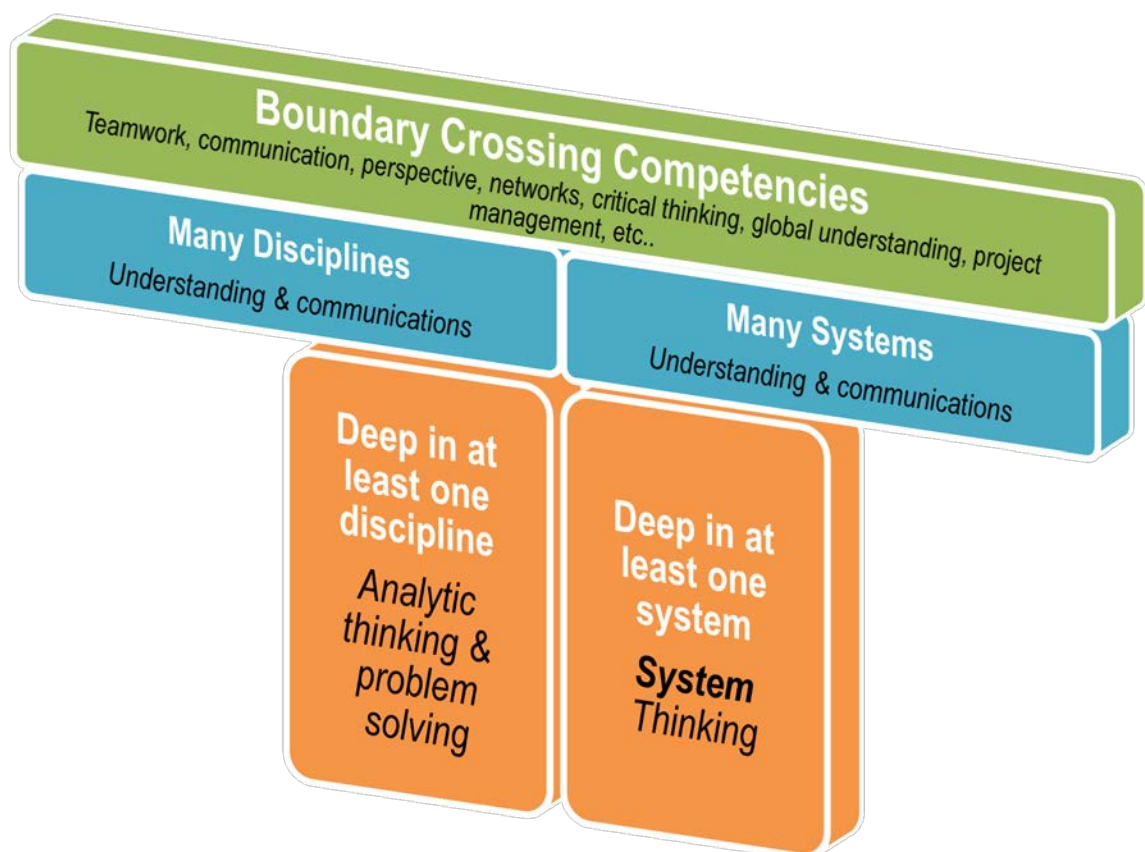 Boundary Crossing Competencies
Teamwork, communication, perspective, networks, critical thinking, global understanding, project
management, etc..
Many Disciplines
Understanding & communications
Many Systems
Understanding & communications
Deep in at
least one
discipline
Analytic
thinking &
problem
solving
Deep in at
least one
system
System
Thinking